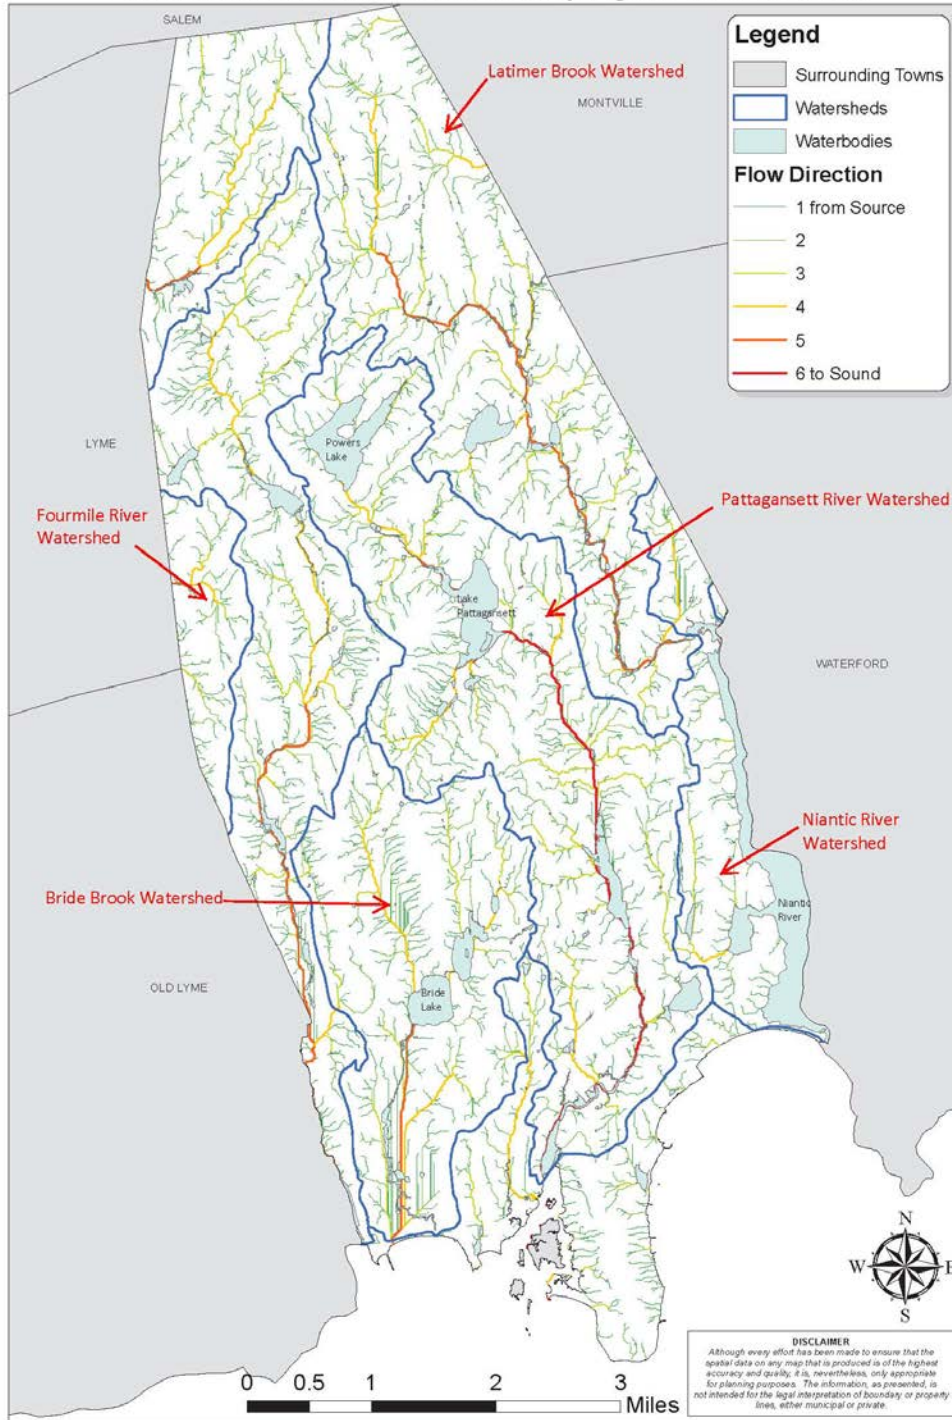 SALEM
Latimer Brook Watershed
MONTVILLE
Legend
Surrounding Towns
Watersheds
Waterbodies
Flow Direction
1 from Source
2
3
4
5
6 to Sound
LYME
Powers
Lake
Fourmile River
Watershed
Pattagansett River Watershed
Lake
Pattagansett
WATERFORD
Niantic River
Watershed
Bride Brook Watershed
Niantic
River
OLD LYME
Bride
Lake
N
W
E
S
0 0.5 1 2 3
Miles
DISCLAIMER
Although every effort has been made to ensure that the
spatial data on any map that is produced is of the highest
accuracy and quality, it is, nevertheless, only appropriate
for planning purposes. The information, as presented, is
not intended for the legal interpretation of boundary or property
lines, either municipal or private.